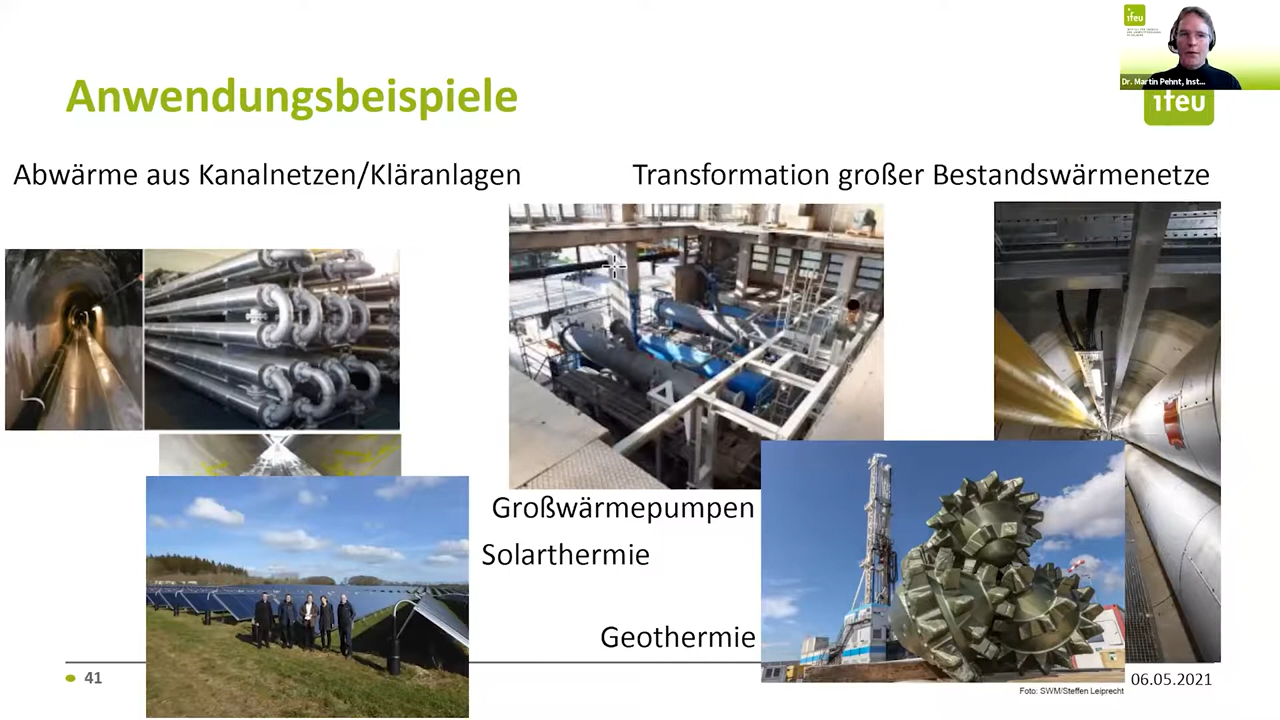 ifeu
Dr. Martin Pehnt, Inst...
ifeu
Anwendungsbeispiele
Abwärme aus Kanalnetzen/Kläranlagen
Transformation großer Bestandswärmenetze
Großwärmepumpen
Solarthermie
Geothermie
41
06.05.2021
Foto: SWM/Steffen Leiprecht